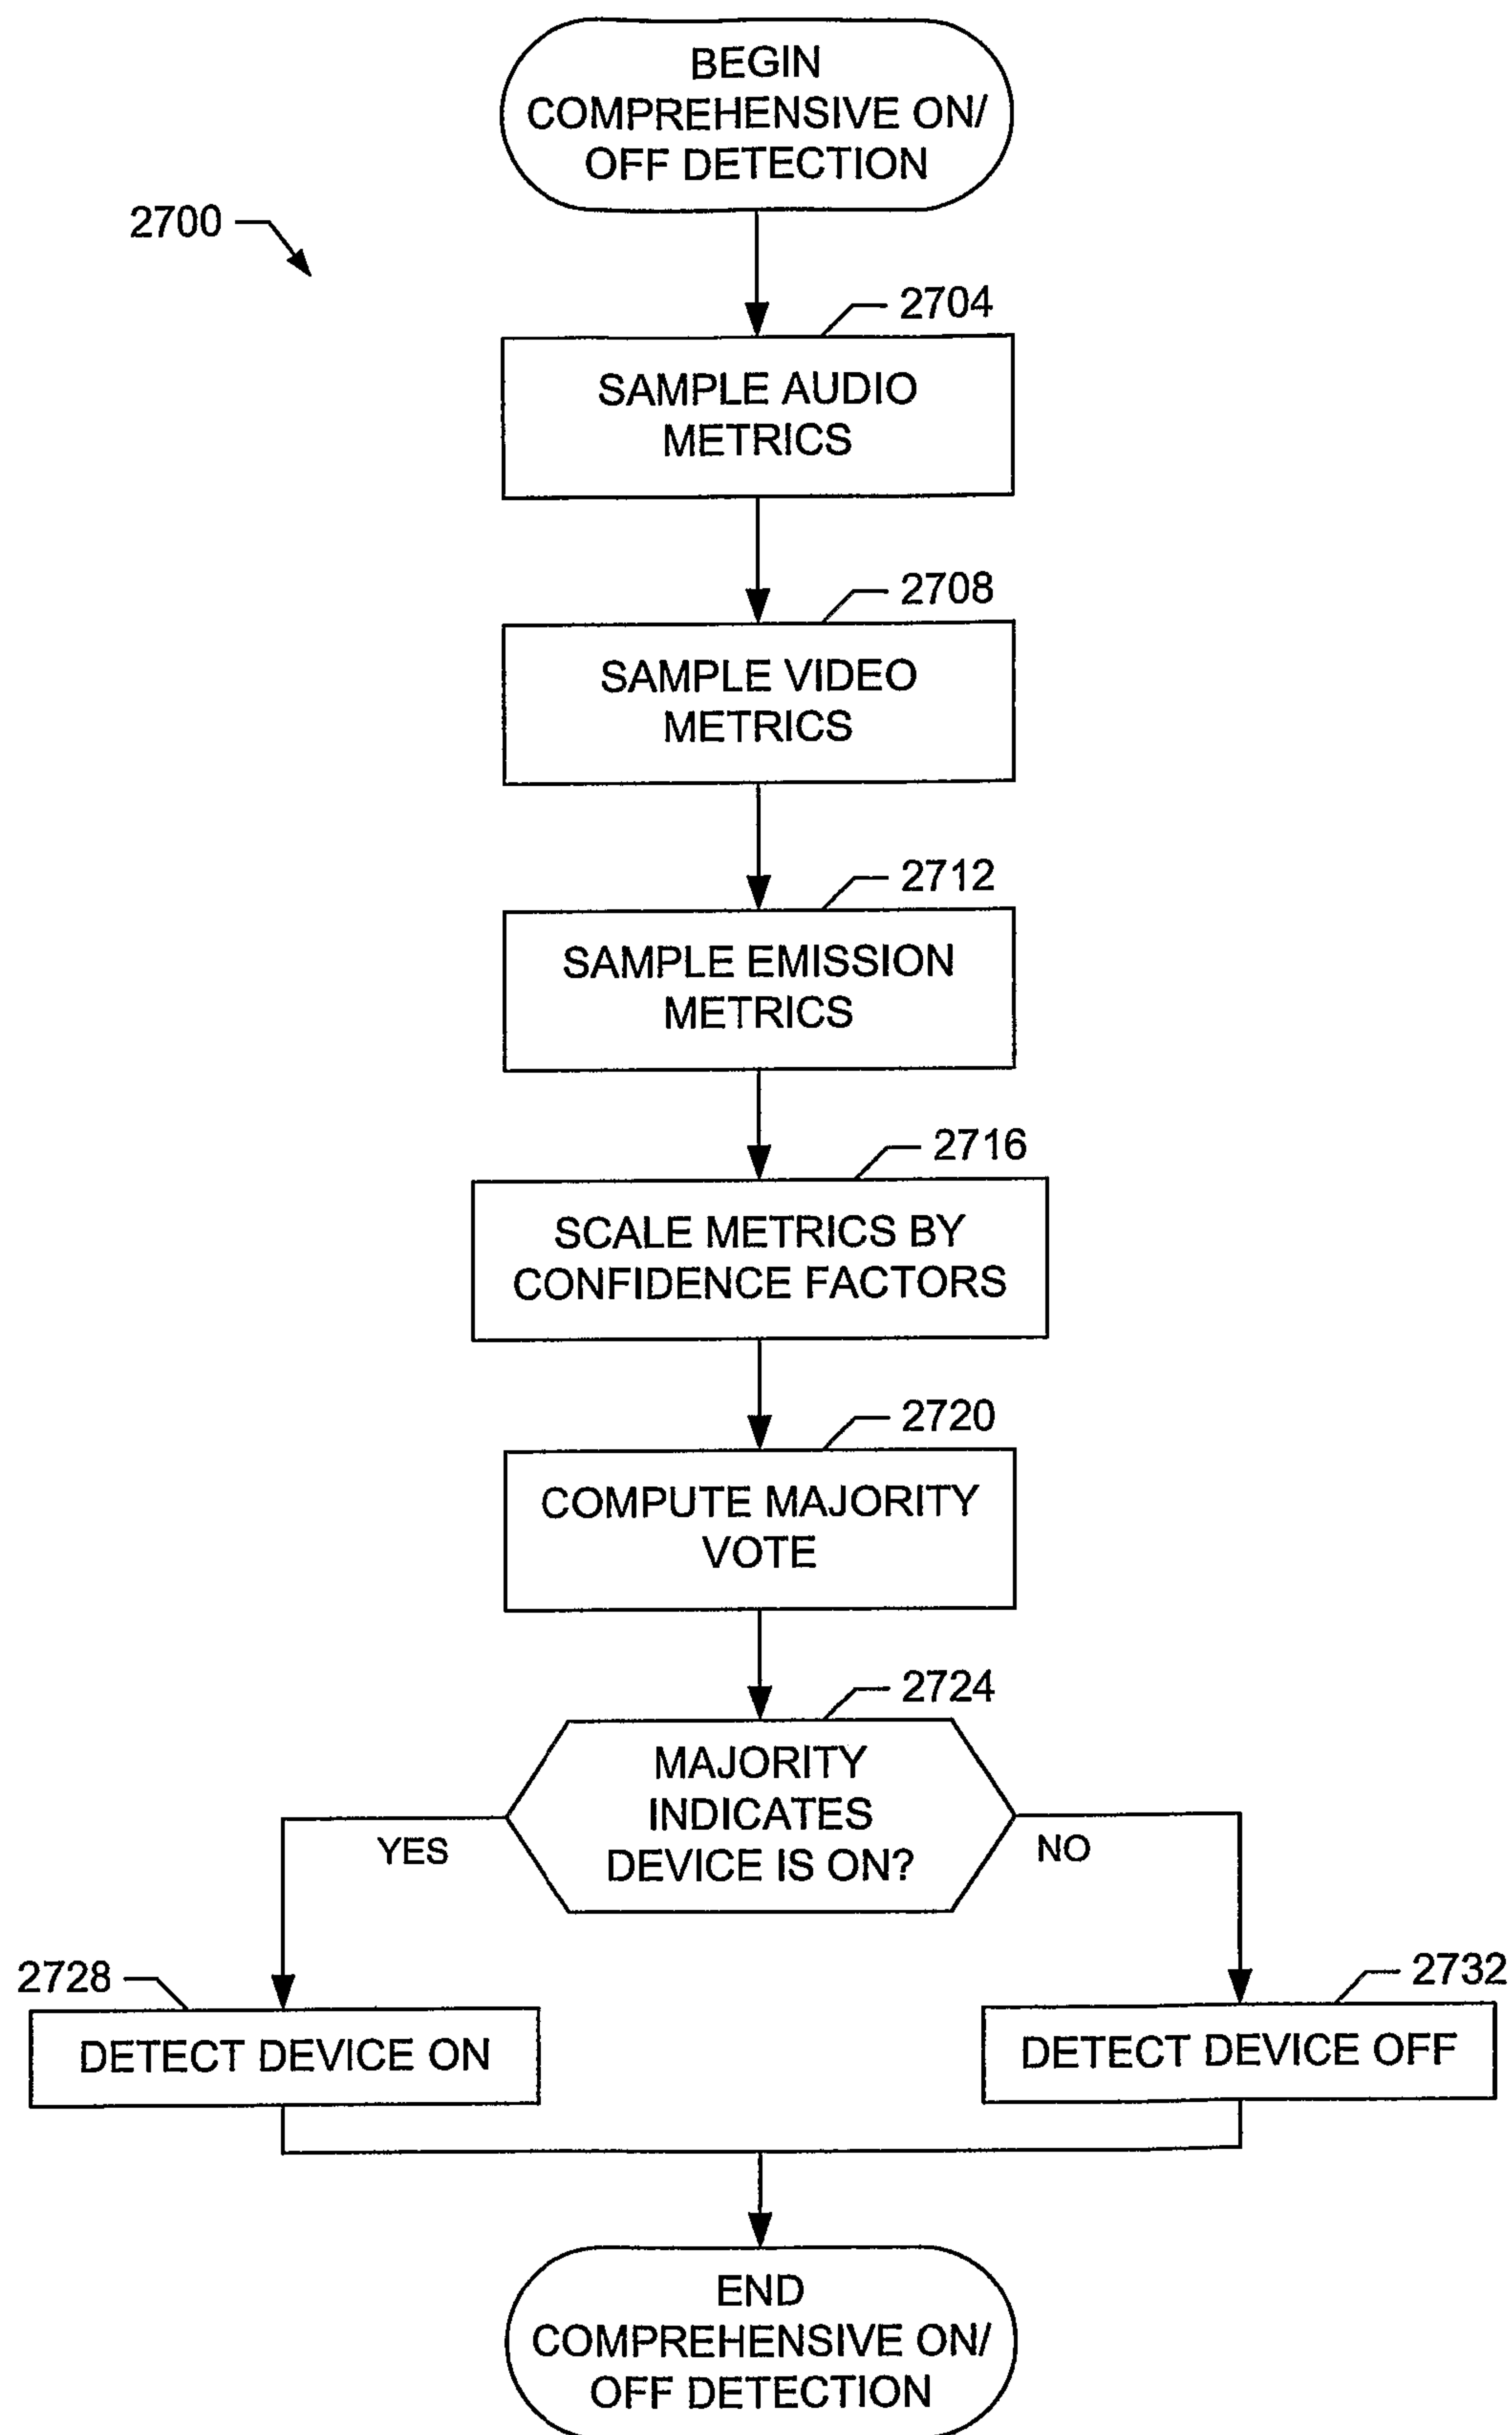 BEGIN
COMPREHENSIVE ON/
OFF DETECTION
2700
2704
SAMPLE AUDIO
METRICS
2708
SAMPLE VIDEO
METRICS
2712
SAMPLE EMISSION
METRICS
2716
SCALE METRICS BY
CONFIDENCE FACTORS
2720
COMPUTE MAJORITY
VOTE
2724
MAJORITY
INDICATES
DEVICE IS ON?
YES
NO
2728
DETECT DEVICE ON
2732
DETECT DEVICE OFF
END
COMPREHENSIVE ON/
OFF DETECTION